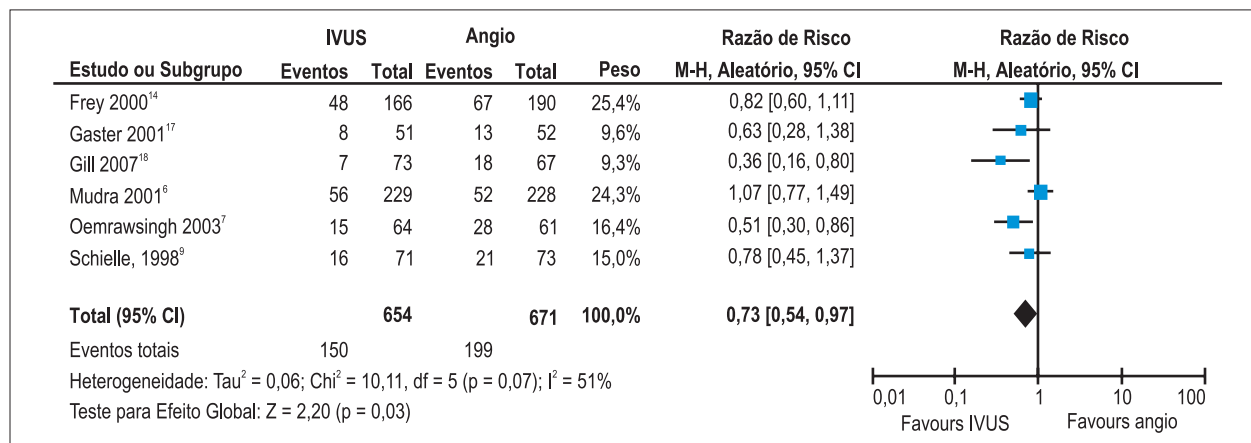 IVUS Angio Razão de Risco Razão de Risco
Estudo ou Subgrupo Eventos Total Eventos Total Peso M-H, Aleatório, 95% CI M-H, Aleatório, 95% CI
Frey 2000¹⁴ 48 166 67 190 25,4% 0,82 [0,60, 1,11]
Gaster 2001¹⁷ 8 51 13 52 9,6% 0,63 [0,28, 1,38]
Gill 2007¹⁸ 7 73 18 67 9,3% 0,36 [0,16, 0,80]
Mudra 2001⁶ 56 229 52 228 24,3% 1,07 [0,77, 1,49]
Oemrawsingh 2003⁷ 15 64 28 61 16,4% 0,51 [0,30, 0,86]
Schielle, 1998⁹ 16 71 21 73 15,0% 0,78 [0,45, 1,37]
Total (95% CI) 654 671 100,0% 0,73 [0,54, 0,97]
Eventos totais 150 199
Heterogeneidade: Tau² = 0,06; Chi² = 10,11, df = 5 (p = 0,07); I² = 51%
Teste para Efeito Global: Z = 2,20 (p = 0,03)
0,01 0,1 1 10 100
Favours IVUS Favours angio